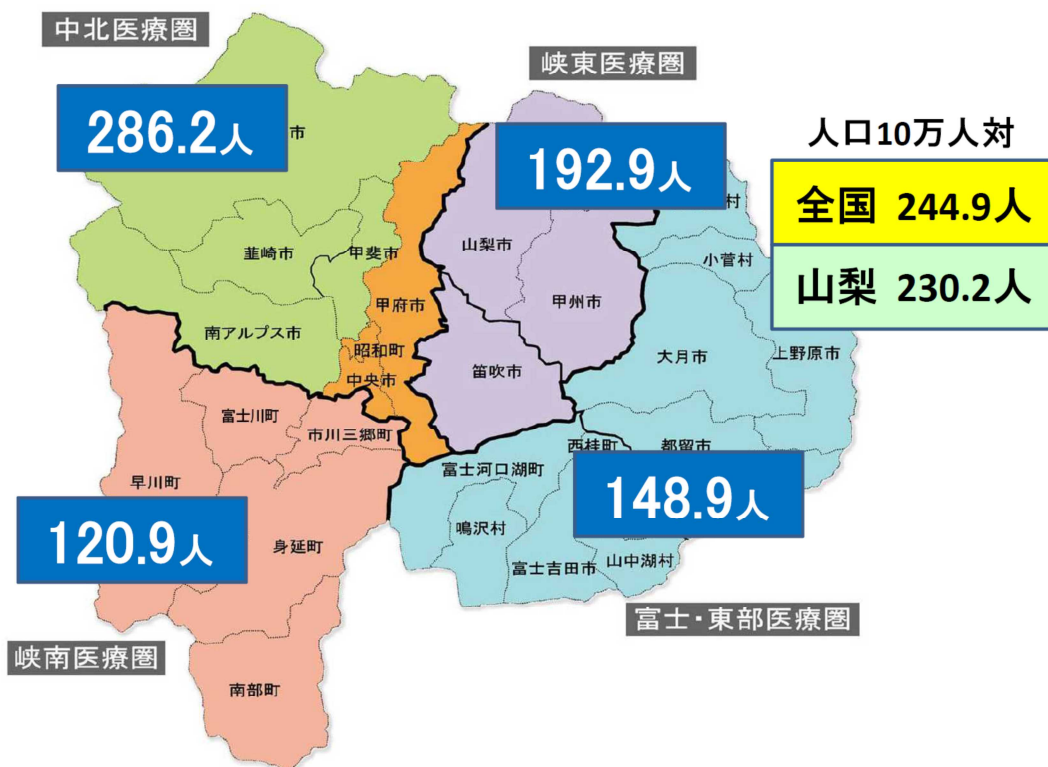 中北医療圏
峡東医療圏
286.2人
市
192.9人
人口10万人対
全国 244.9人
山梨 230.2人
村
小菅村
山梨市
韮崎市
甲斐市
甲府市
甲州市
南アルプス市
昭和町
中央市
笛吹市
大月市
上野原市
富士川町
市川三郷町
西桂町
都留市
富士河口湖町
早川町
120.9人
148.9人
鳴沢村
身延町
富士吉田市
山中湖村
富士・東部医療圏
峡南医療圏
南部町